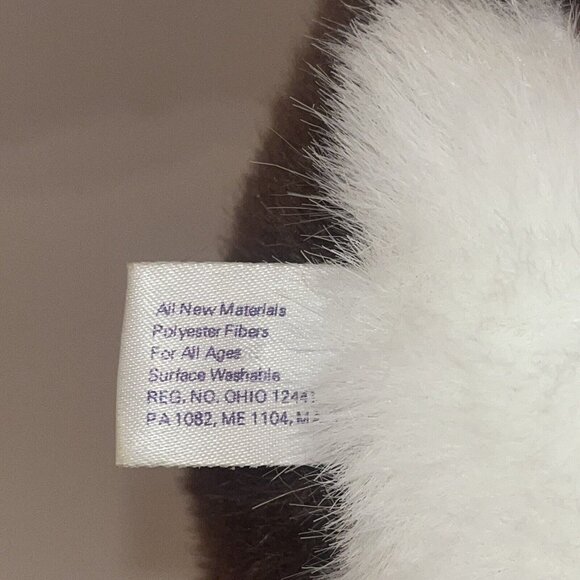 All New Materials
Polyester Fibers
For All Ages
Surface Washable
REG. NO. OHIO
PA 1082, ME 1104,